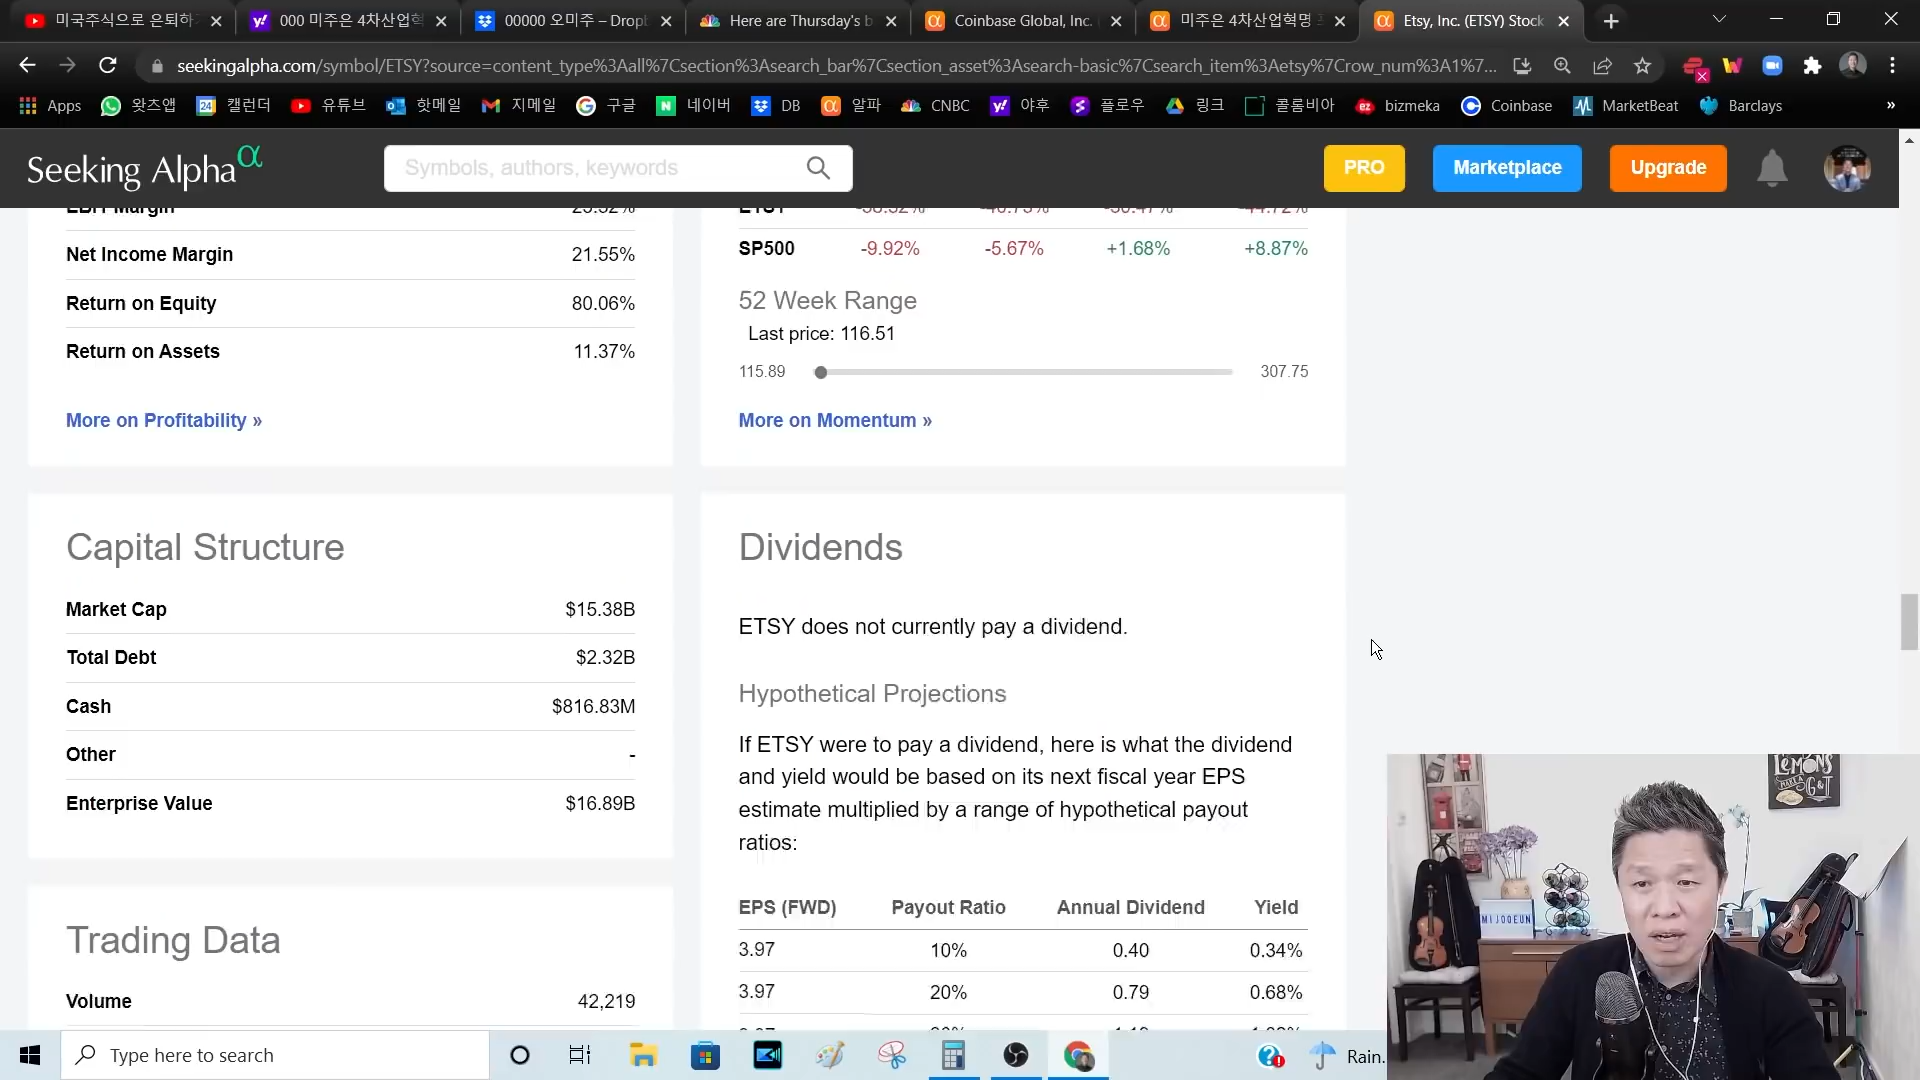 미국주식으로 은퇴하
000 미주은 4차산업혁
00000 오미주 – Dropb
Here are Thursday's b
Coinbase Global, Inc.
미주은 4차산업혁명
Etsy, Inc. (ETSY) Stock
seekingalpha.com/symbol/ETSY?source=content_type%3Aall%7Csection%3Asearch_bar%7Csection_asset%3Asearch-basic%7Csearch_item%3Aetsy%7Crow_num%3A1%7...
Apps 왓츠앱 캘린더 유튜브 핫메일 지메일 구글 네이버 DB 알파 CNBC 야후 플로우 링크 콜롬비아 bizmeka Coinbase MarketBeat Barclays »
Seeking Alpha α
Symbols, authors, keywords
PRO
Marketplace
Upgrade
Net Income Margin 21.55%
Return on Equity 80.06%
Return on Assets 11.37%
More on Profitability »
SP500 -9.92% -5.67% +1.68% +8.87%
52 Week Range
Last price: 116.51
115.89 307.75
More on Momentum »
Capital Structure
Market Cap $15.38B
Total Debt $2.32B
Cash $816.83M
Other -
Enterprise Value $16.89B
Trading Data
Volume 42,219
Dividends
ETSY does not currently pay a dividend.
Hypothetical Projections
If ETSY were to pay a dividend, here is what the dividend
and yield would be based on its next fiscal year EPS
estimate multiplied by a range of hypothetical payout
ratios:
EPS (FWD) Payout Ratio Annual Dividend Yield
3.97 10% 0.40 0.34%
3.97 20% 0.79 0.68%
LEMONS
G&T
MIJOOEUN
Type here to search
Rain.